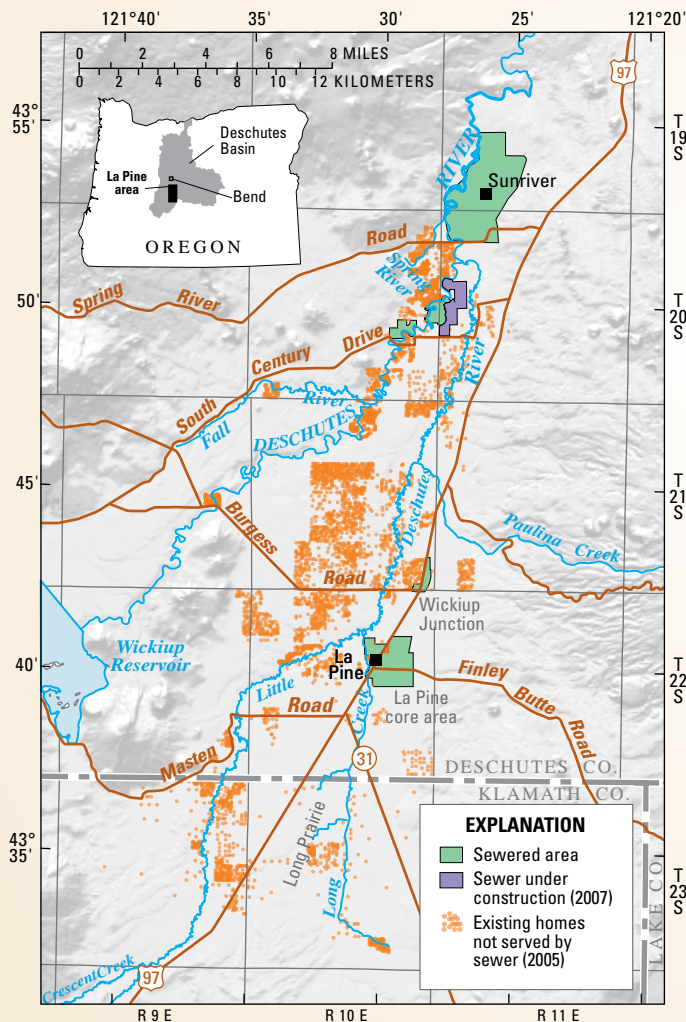 121°40'
35'
30'
25'
121°20'
0 2 4 6 8 MILES
0 2 4 6 8 10 12 KILOMETERS
97
43°
55'
T
19
S
Deschutes
Basin
La Pine
area
Bend
OREGON
RIVER
Sunriver
Spring River Road
Spring
River
50'
T
20
S
South Century Drive
River
Fall River
DESCHUTES
45'
T
21
S
Burgess Road
Deschutes
Paulina Creek
Wickiup
Junction
Wickiup
Reservoir
40'
La
Pine
Little
T
22
S
Finley Butte Road
La Pine
core area
Creek
Masten Road
31
DESCHUTES CO.
KLAMATH CO.
LAKE CO.
43°
35'
Long Prairie
Long
T
23
S
EXPLANATION
Sewered area
Sewer under
construction (2007)
Existing homes
not served by
sewer (2005)
97
CrescentCreek
R 9 E
R 10 E
R 11 E